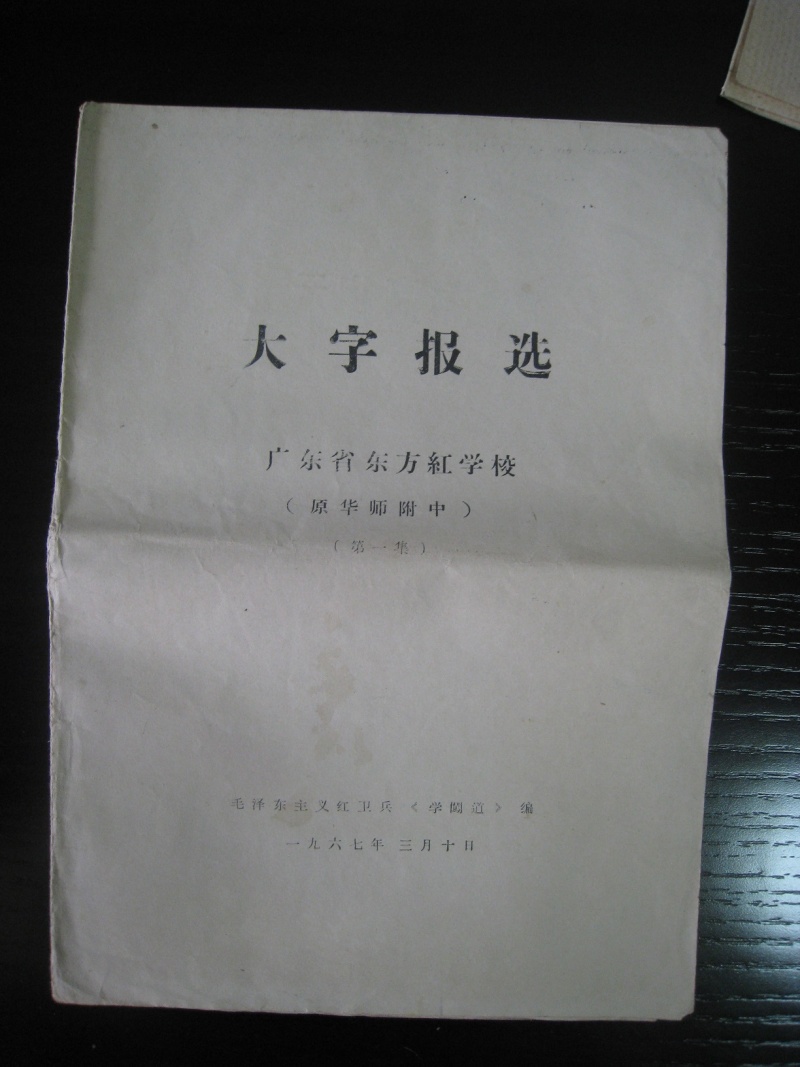 大字报选
广东省东方紅学校
（原华师附中）
（第一集）
毛泽东主义红卫兵《学闖道》编
一九六七年 三月十日